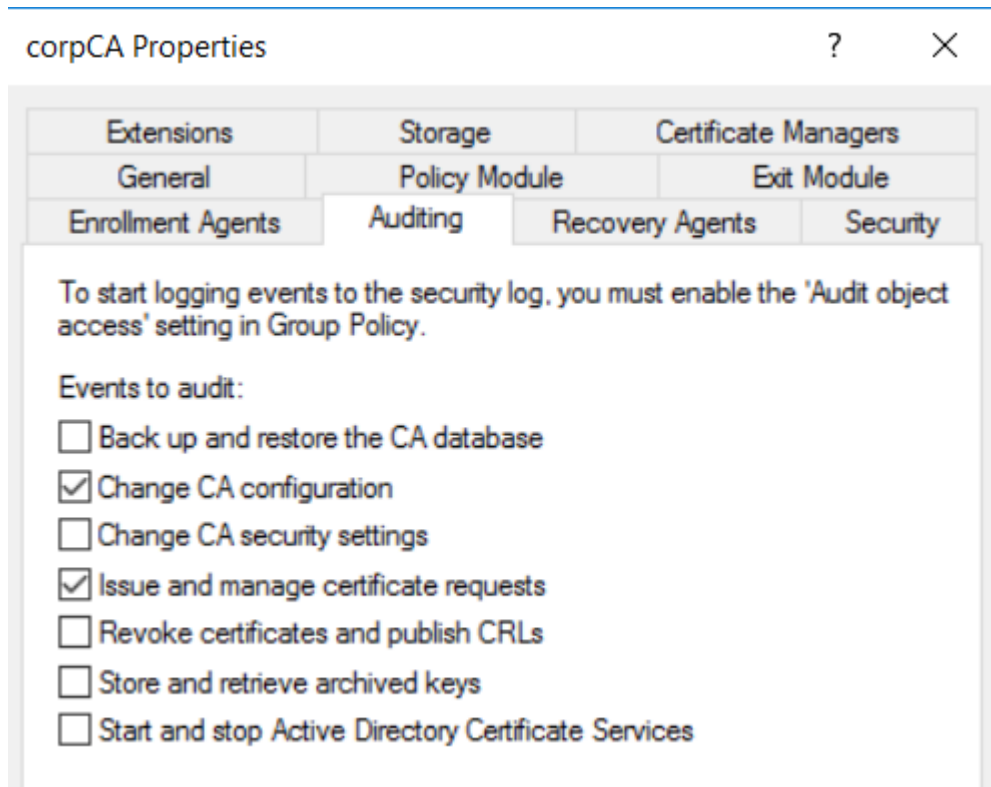 corpCA Properties ?
Extensions Storage Certificate Managers
General Policy Module Exit Module
Enrollment Agents Auditing Recovery Agents Security
To start logging events to the security log, you must enable the 'Audit object
access' setting in Group Policy.
Events to audit:
Back up and restore the CA database
Change CA configuration
Change CA security settings
Issue and manage certificate requests
Revoke certificates and publish CRLs
Store and retrieve archived keys
Start and stop Active Directory Certificate Services